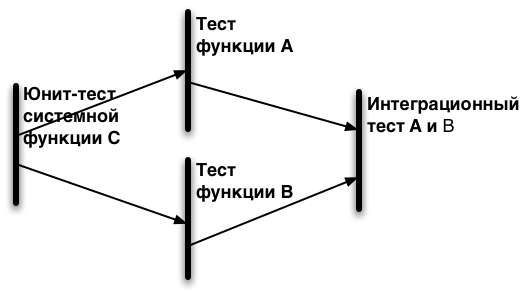 Тест
функции A
Юнит-тест
системной
функции C
Интеграционный
тест A и B
Тест
функции B